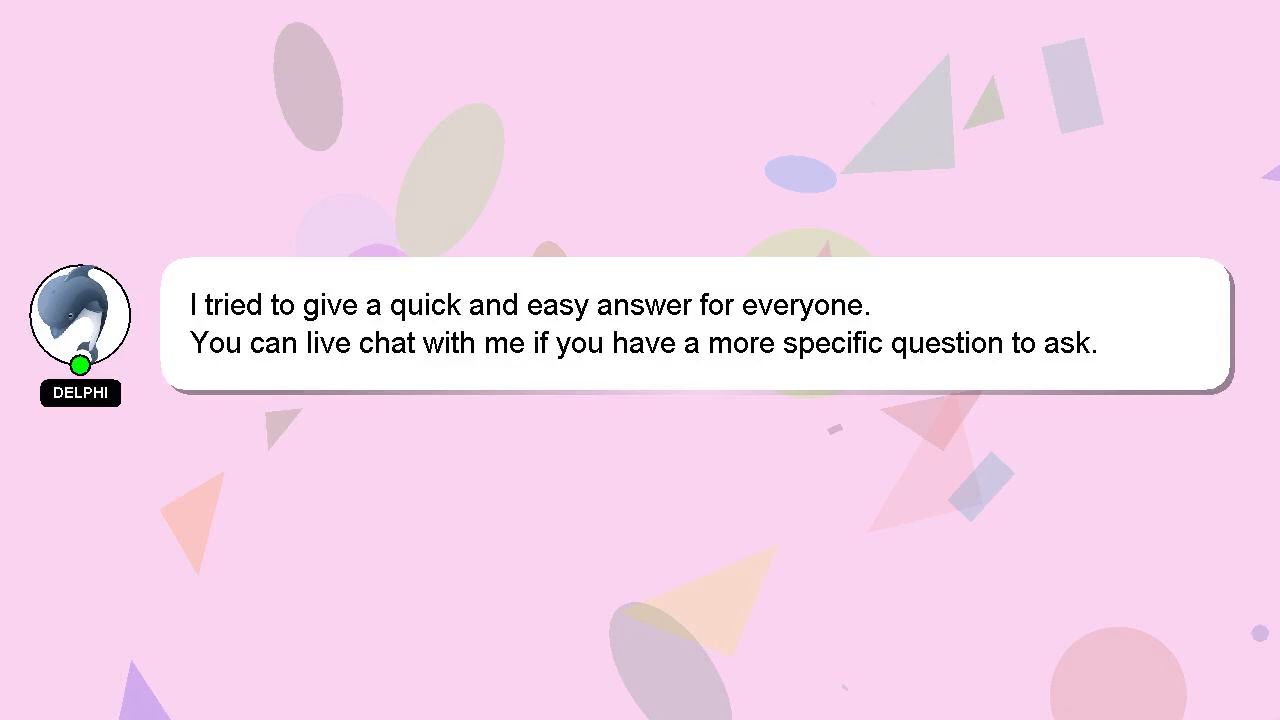 I tried to give a quick and easy answer for everyone.
You can live chat with me if you have a more specific question to ask.
DELPHI